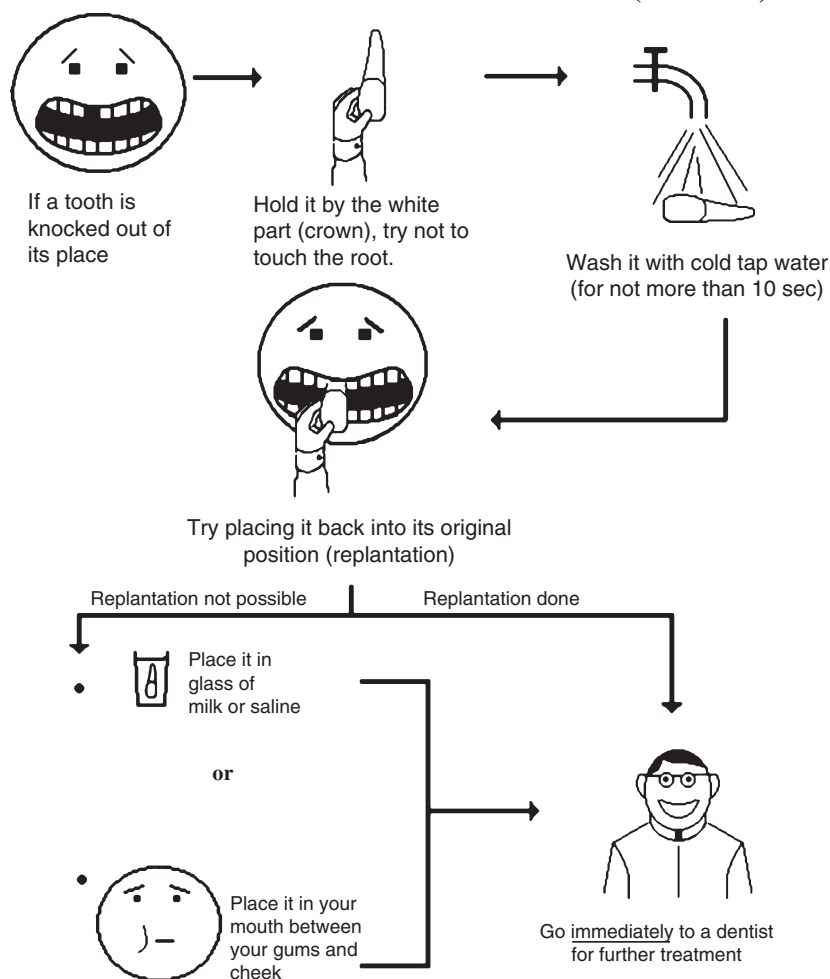 If a tooth is
knocked out of
its place
Hold it by the white
part (crown), try not to
touch the root.
Wash it with cold tap water
(for not more than 10 sec)
Try placing it back into its original
position (replantation)
Replantation not possible
Replantation done
Place it in
glass of
milk or saline
or
Place it in your
mouth between
your gums and
cheek
Go immediately to a dentist
for further treatment